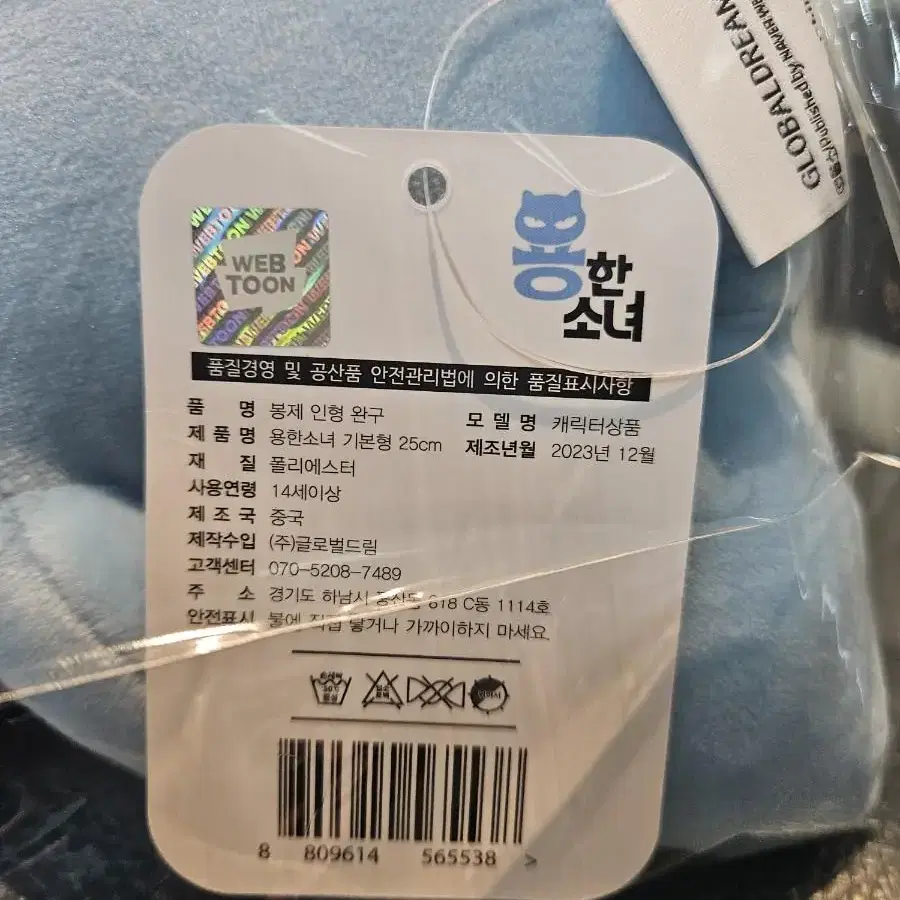 GLOBALDREAM
WEB
TOON
용한
소녀
품질경영 및 공산품 안전관리법에 의한 품질표시사항
품 명 봉제 인형 완구 모 델 명 캐릭터상품
제 품 명 용한소녀 기본형 25cm 제조년월 2023년 12월
재 질 폴리에스터
사용연령 14세이상
제 조 국 중국
제작수입 (주)글로벌드림
고객센터 070-5208-7489
주 소 경기도 하남시 풍산동 618 C동 1114호
안전표시 불에 직접 닿거나 가까이하지 마세요.
8 809614 565538 >